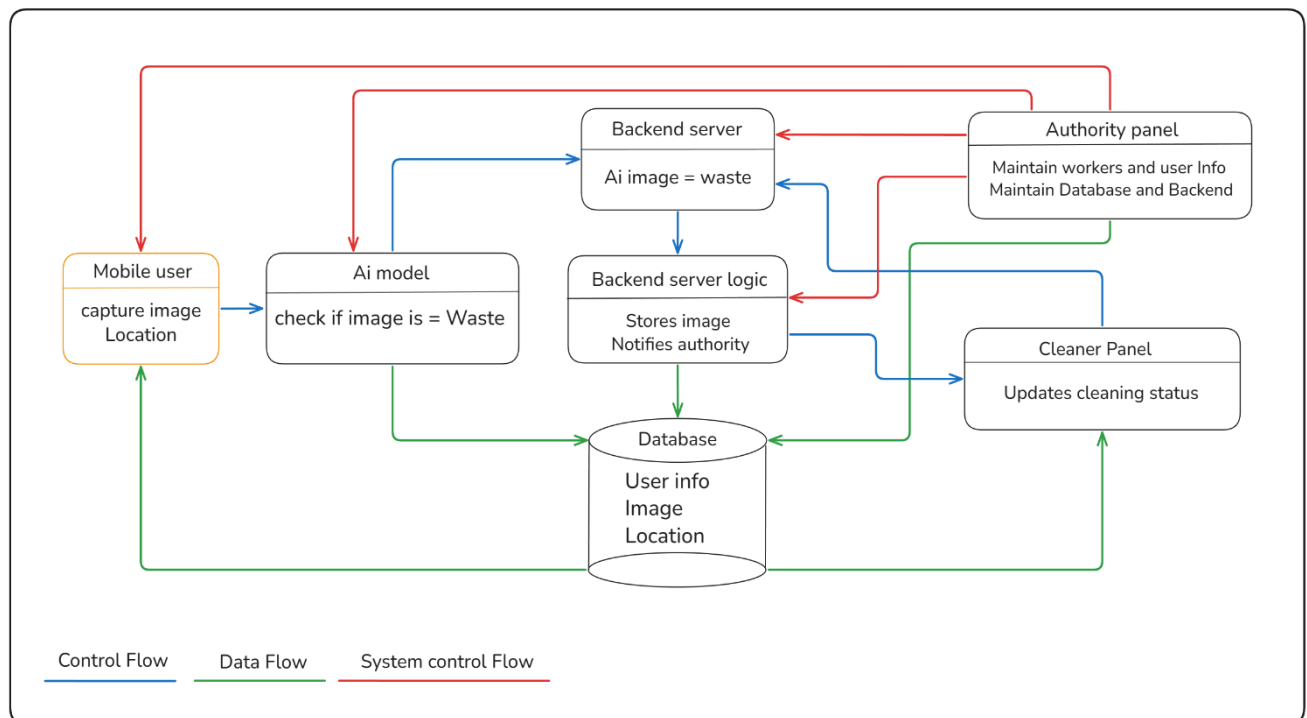 Backend server
Ai image = waste
Authority panel
Maintain workers and user Info
Maintain Database and Backend
Mobile user
capture image
Location
Ai model
check if image is = Waste
Backend server logic
Stores image
Notifies authority
Cleaner Panel
Updates cleaning status
Database
User info
Image
Location
Control Flow
Data Flow
System control Flow